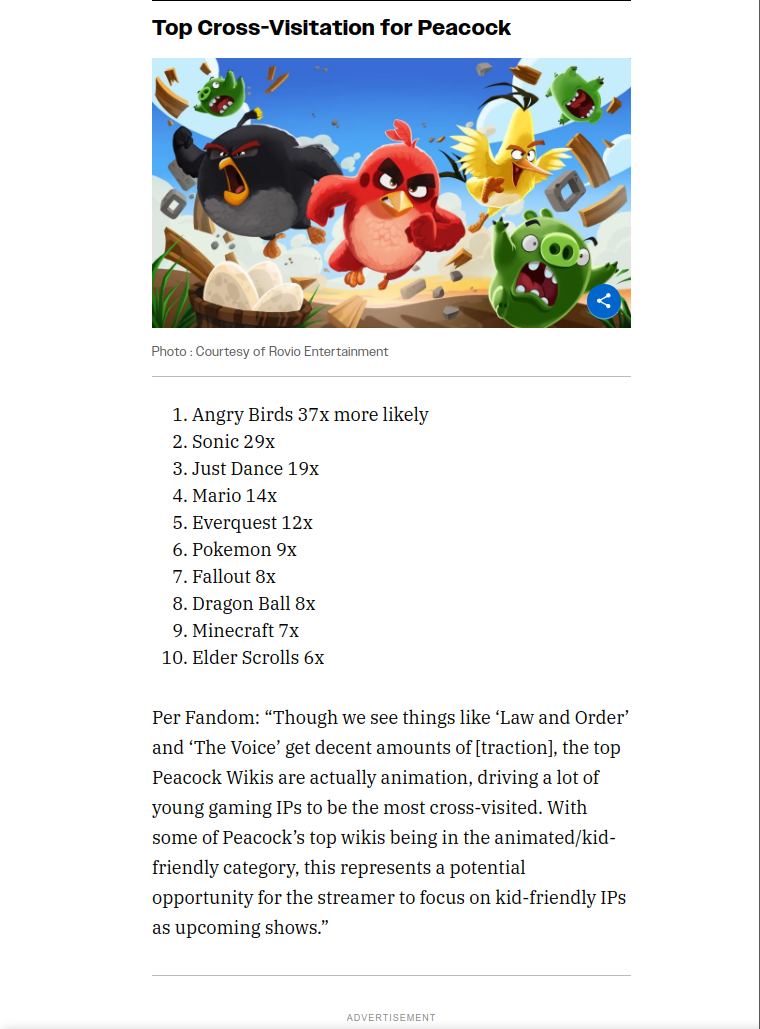 Top Cross-Visitation for Peacock
Photo : Courtesy of Rovio Entertainment
1. Angry Birds 37x more likely
2. Sonic 29x
3. Just Dance 19x
4. Mario 14x
5. Everquest 12x
6. Pokemon 9x
7. Fallout 8x
8. Dragon Ball 8x
9. Minecraft 7x
10. Elder Scrolls 6x
Per Fandom: “Though we see things like ‘Law and Order’
and ‘The Voice’ get decent amounts of [traction], the top
Peacock Wikis are actually animation, driving a lot of
young gaming IPs to be the most cross-visited. With
some of Peacock’s top wikis being in the animated/kid-
friendly category, this represents a potential
opportunity for the streamer to focus on kid-friendly IPs
as upcoming shows.”
ADVERTISEMENT